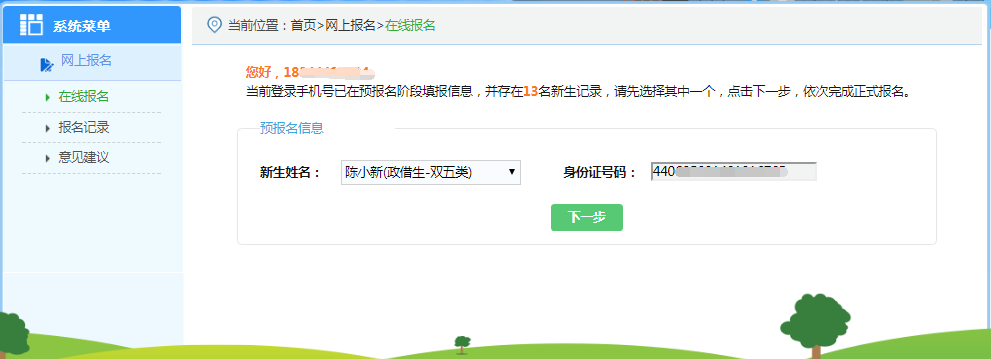 系统菜单
当前位置：首页>网上报名>在线报名
网上报名
在线报名
报名记录
意见建议
您好，18
当前登录手机号已在预报名阶段填报信息，并存在13名新生记录，请先选择其中一个，点击下一步，依次完成正式报名。
预报名信息
新生姓名： 陈小新(政借生-双五类) 身份证号码： 440
下一步